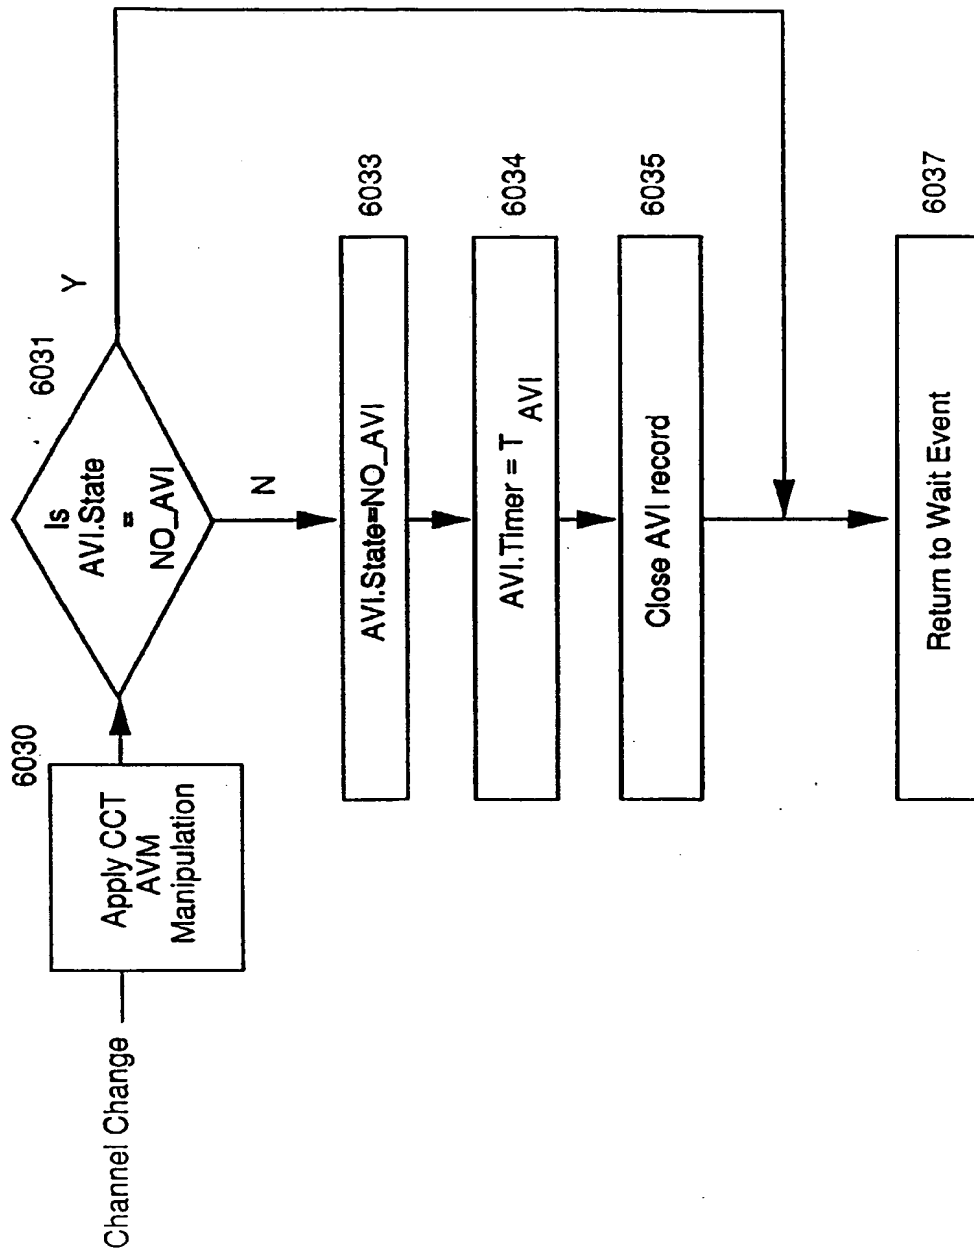 Channel Change
6030
Apply CCT
AVM
Manipulation
6031
Is
AVI.State
=
NO_AVI
Y
N
6033
AVI.State=NO_AVI
6034
AVI.Timer = T AVI
6035
Close AVI record
6037
Return to Wait Event